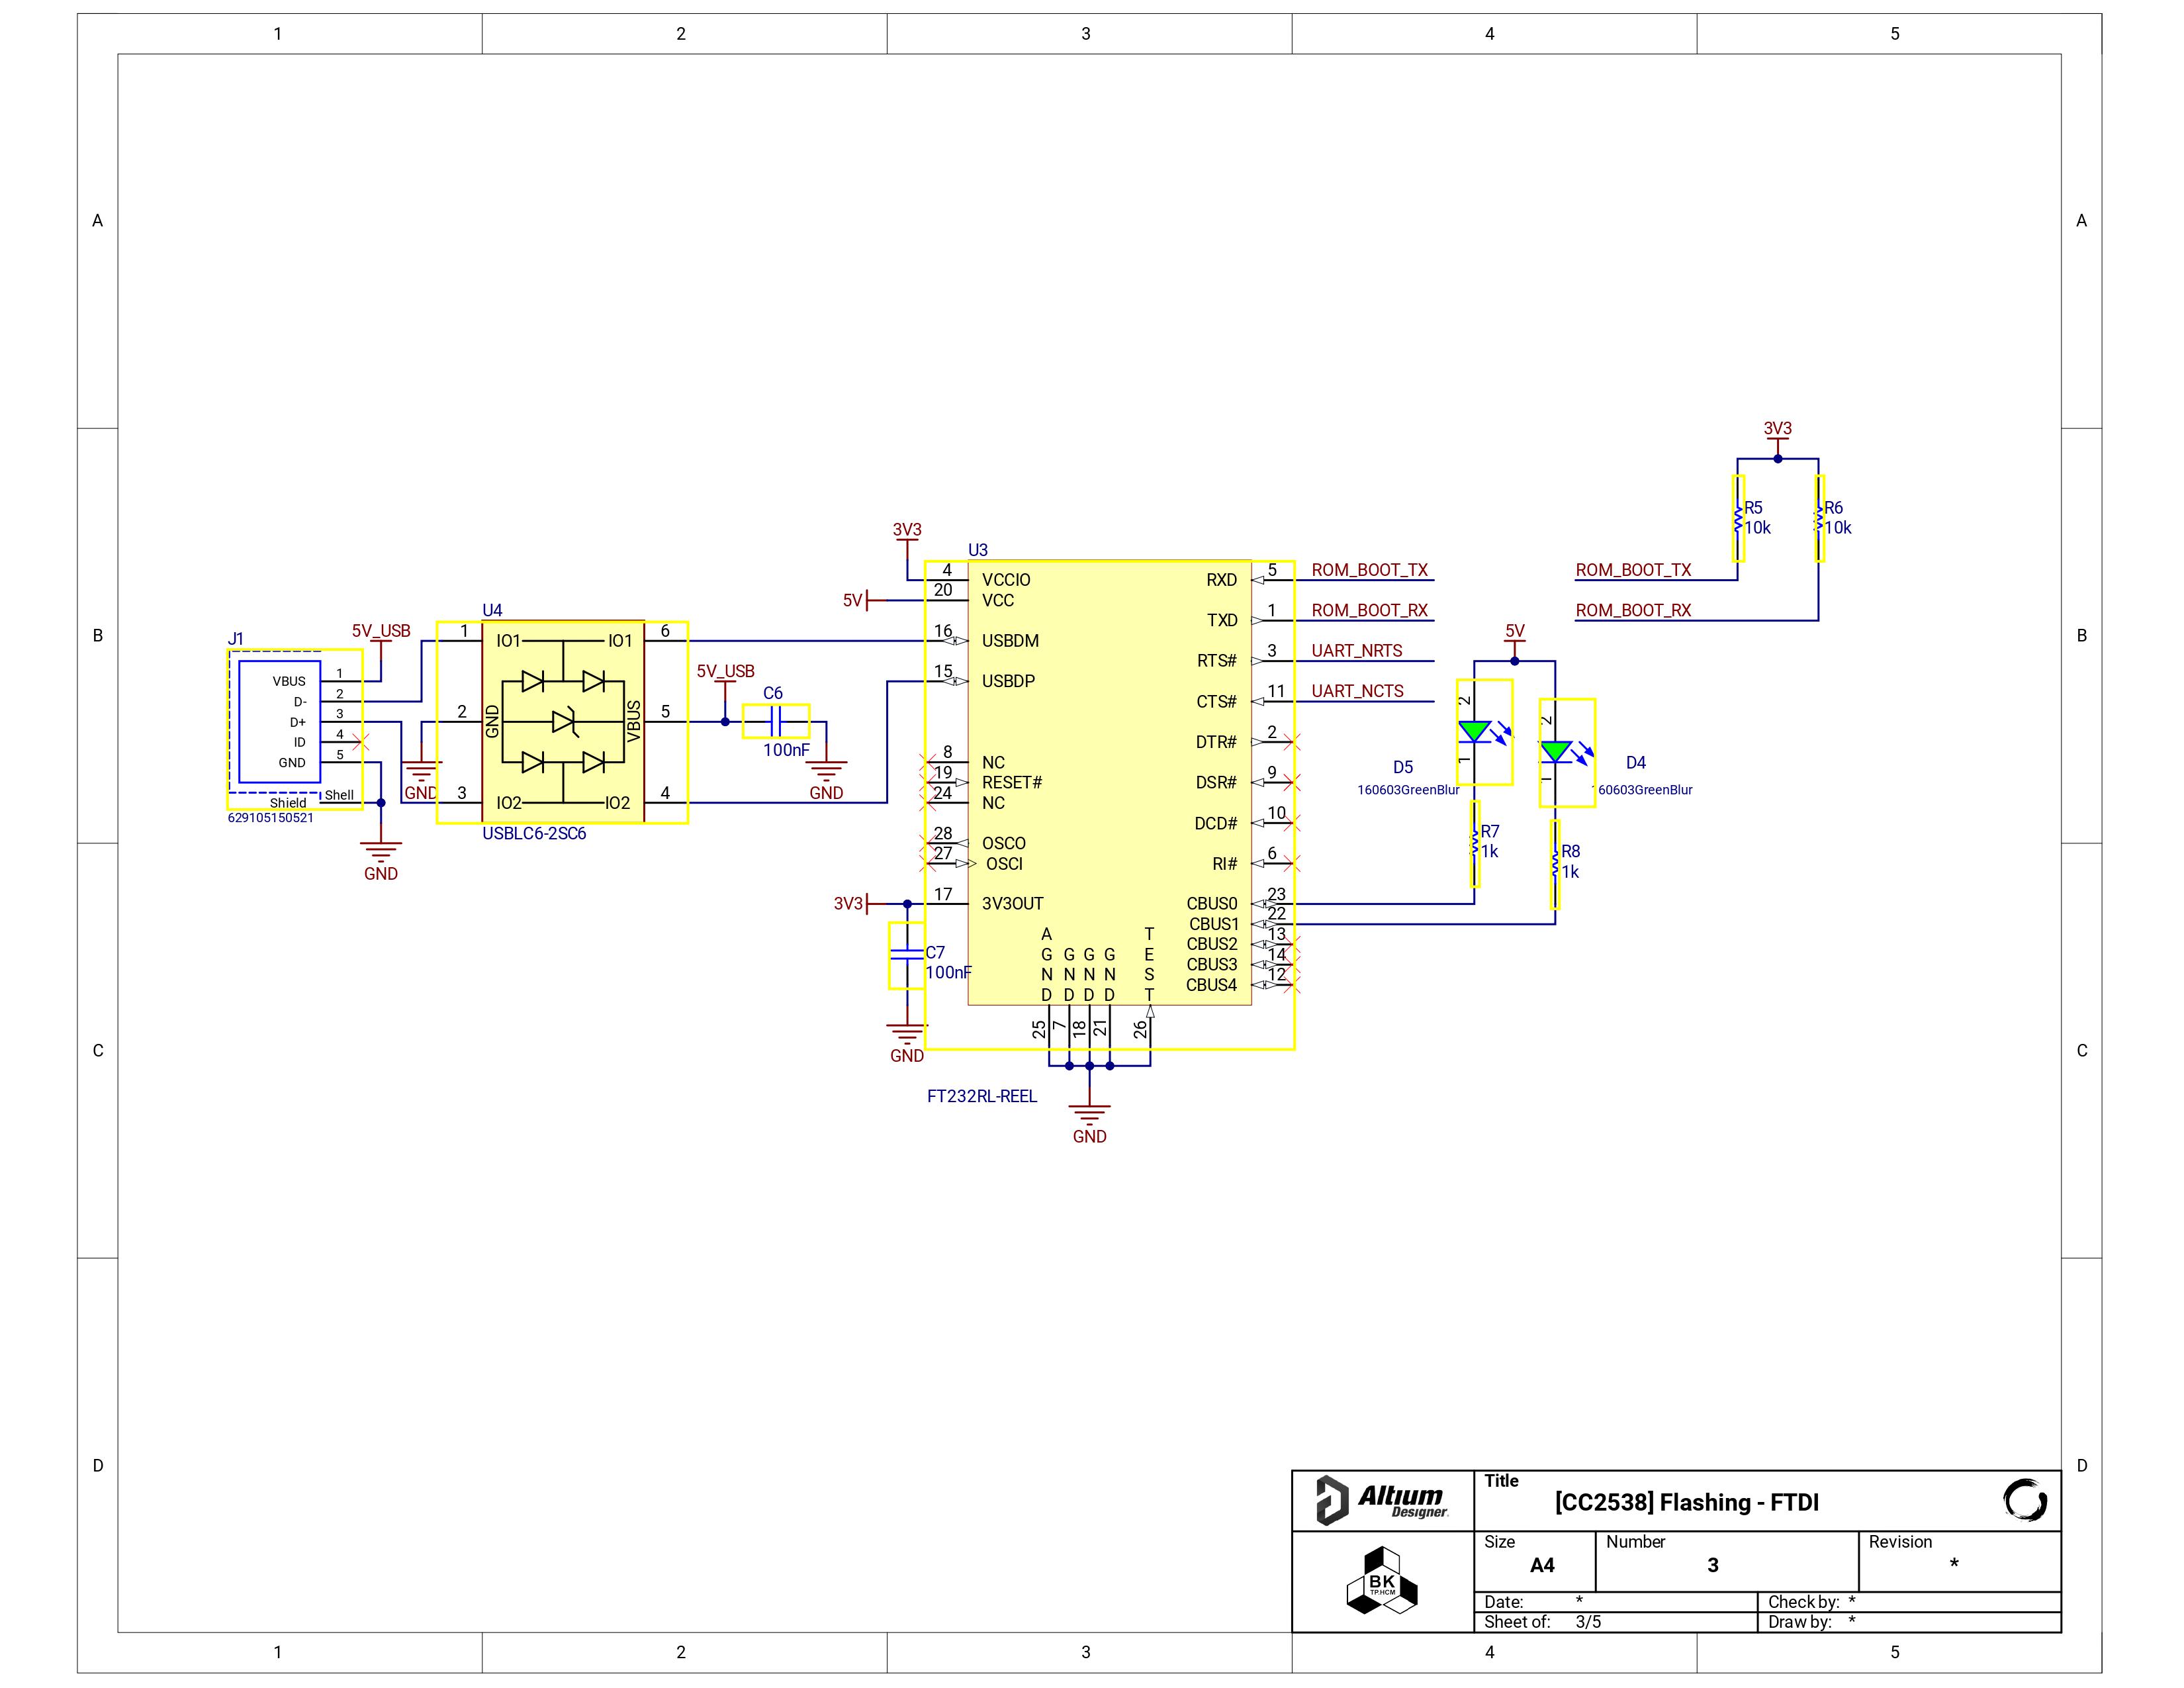 1 2 3 4 5
A A
3V3
R5 R6
10k 10k
3V3
U3
4 VCCIO RXD 5 ROM_BOOT_TX ROM_BOOT_TX
5V 20 VCC
U4
1 TXD ROM_BOOT_RX ROM_BOOT_RX
B B
J1 5V_USB 1 IO1 IO1 6 16 USBDM 5V
RTS# 3 UART_NRTS
VBUS 1 5V_USB 15 USBDP
D- 2 C6 CTS# 11 UART_NCTS
D+ 3 2 GND VBUS 5 2 2
ID 4 100nF DTR# 2
GND 5 8 NC D5 1 D4
19 RESET# DSR# 9 160603GreenBlur 1 160603GreenBlur
Shield Shell GND 3 IO2 IO2 4 GND 24 NC
629105150521 DCD# 10
USBLC6-2SC6 28 OSCO R7
27 OSCI RI# 6 1k R8
GND 1k
3V3 17 3V3OUT CBUS0 23
CBUS1 22
CBUS2 13
C7 CBUS3 14
100nF CBUS4 12
AGND GND GND GND TEST
25 7 18 21 26
GND
C C
FT232RL-REEL
GND
D D
Altium Designer. Title
[CC2538] Flashing - FTDI
Size Number Revision
A4 3 *
BK
TP.HCM
Date: * Check by: *
Sheet of: 3/5 Draw by: *
1 2 3 4 5